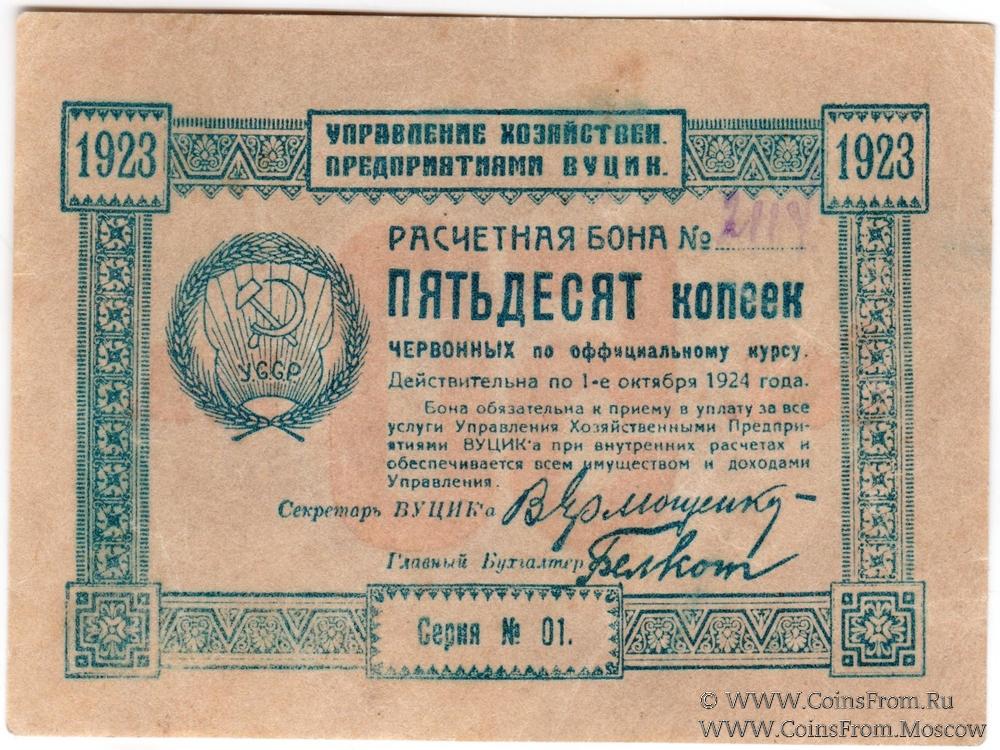 1923
УПРАВЛЕНИЕ ХОЗЯЙСТВЕН.
ПРЕДПРИЯТИЯМИ ВУЦИК.
1923
РАСЧЕТНАЯ БОНА №
ПЯТЬДЕСЯТ копеек
ЧЕРВОННЫХ по оффициальному курсу.
Действительна по 1-е октября 1924 года.
Бона обязательна к приему в уплату за все
услуги Управления Хозяйственными Предпри-
ятиями ВУЦИК'а при внутренних расчетах и
обеспечивается всем имуществом и доходами
Управления.
УССР
Секретарь ВУЦИК'а В Ярмощенку
Главный Бухгалтер
Серия № 01.
© WWW.CoinsFrom.Ru
WWW.CoinsFrom.Moscow